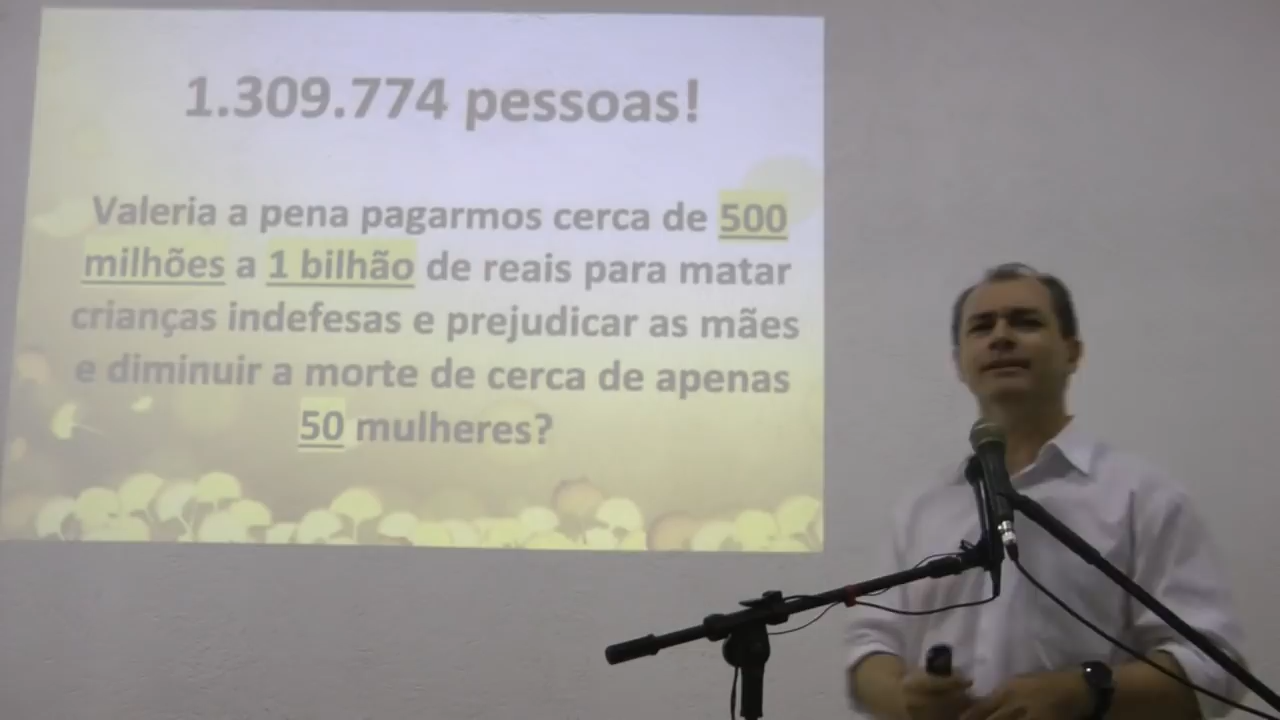 1.309.774 pessoas!
Valeria a pena pagarmos cerca de 500
milhões a 1 bilhão de reais para matar
crianças indefesas e prejudicar as mães
e diminuir a morte de cerca de apenas
50 mulheres?